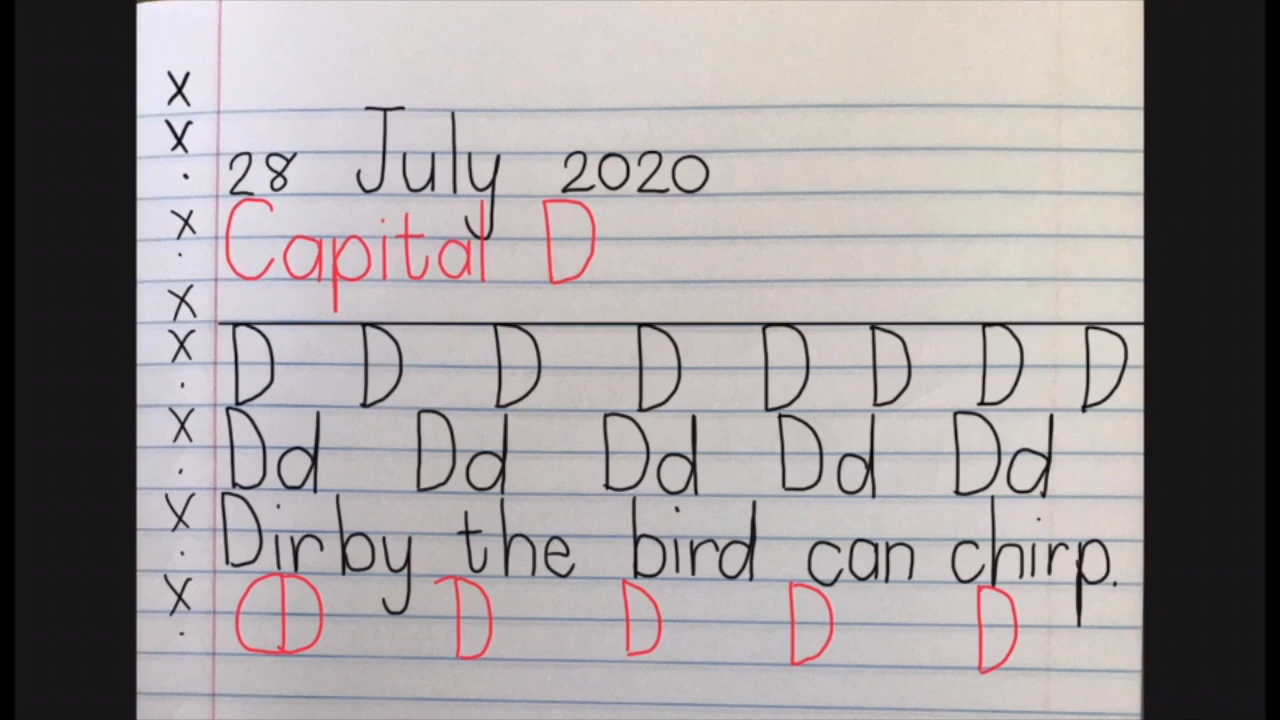 x
x
. 28 July 2020
x Capital D
.
x
x D D D D D D D D
.
x Dd Dd Dd Dd Dd
.
x Dirby the bird can chirp.
.
x D D D D D
.